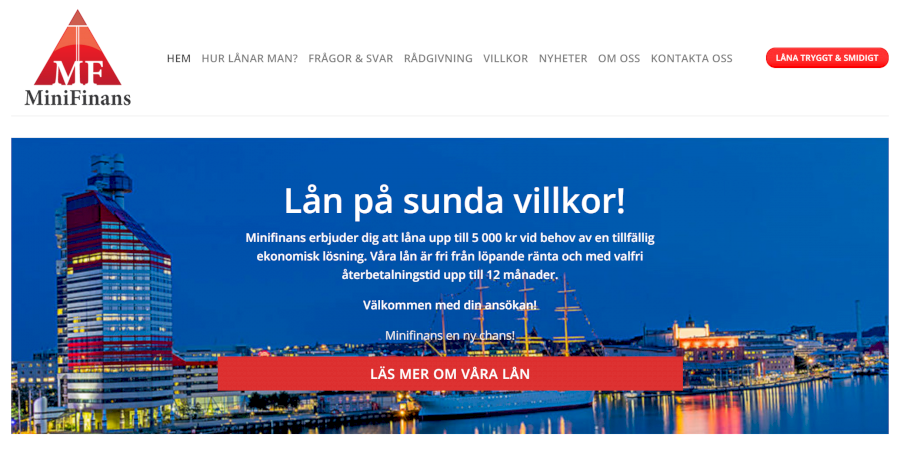 MF
MiniFinans
HEM HUR LÅNAR MAN? FRÅGOR & SVAR RÅDGIVNING VILLKOR NYHETER OM OSS KONTAKTA OSS
LÅNA TRYGGT & SMIDIGT
Lån på sunda villkor!
Minifinans erbjuder dig att låna upp till 5 000 kr vid behov av en tillfällig
ekonomisk lösning. Våra lån är fri från löpande ränta och med valfri
återbetalningstid upp till 12 månader.
Välkommen med din ansökan!
Minifinans en ny chans!
LÄS MER OM VÅRA LÅN